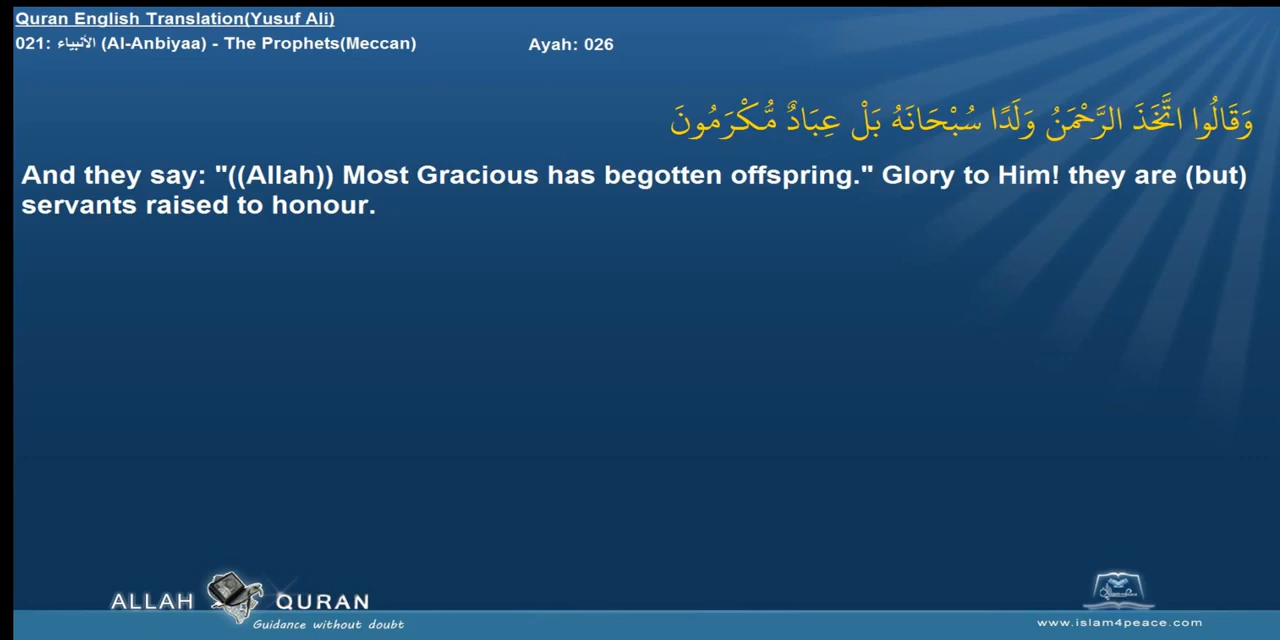 Quran English Translation(Yusuf Ali)
021: الأنبياء (Al-Anbiyaa) - The Prophets(Meccan) Ayah: 026
وَقَالُوا اتَّخَذَ الرَّحْمَنُ وَلَدًا سُبْحَانَهُ بَلْ عِبَادٌ مُّكْرَمُونَ
And they say: "((Allah)) Most Gracious has begotten offspring." Glory to Him! they are (but)
servants raised to honour.
ALLAH QURAN
Guidance without doubt
www.islam4peace.com